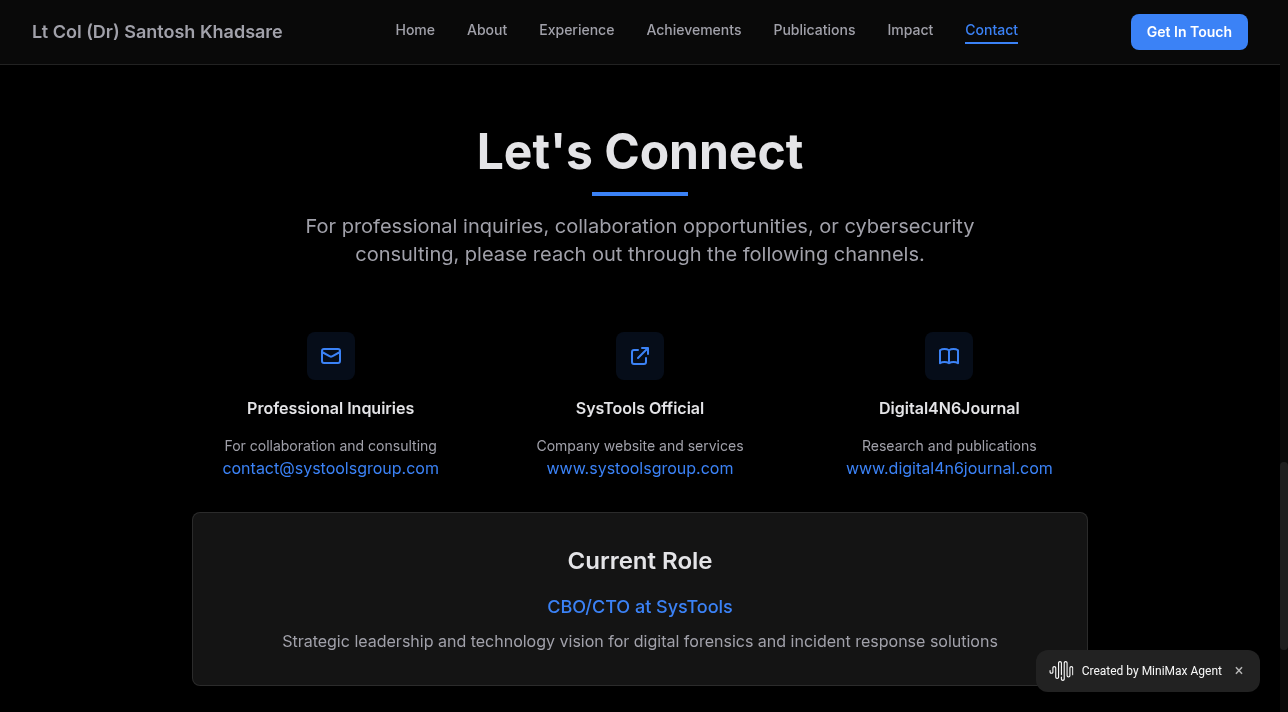 Lt Col (Dr) Santosh Khadsare
Home About Experience Achievements Publications Impact Contact
Get In Touch
Let's Connect
For professional inquiries, collaboration opportunities, or cybersecurity
consulting, please reach out through the following channels.
Professional Inquiries
For collaboration and consulting
contact@systoolsgroup.com
SysTools Official
Company website and services
www.systoolsgroup.com
Digital4N6Journal
Research and publications
www.digital4n6journal.com
Current Role
CBO/CTO at SysTools
Strategic leadership and technology vision for digital forensics and incident response solutions
Created by MiniMax Agent ×